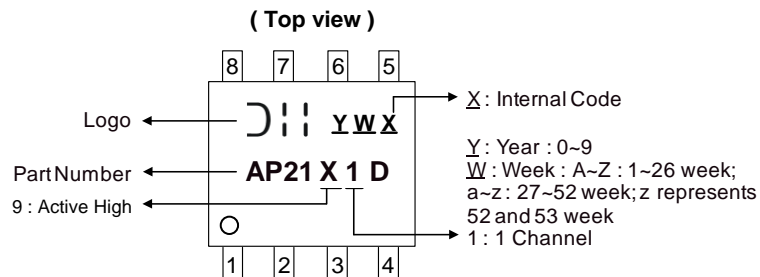 ( Top view )
8 7 6 5
Logo
Y W X
X : Internal Code
Part Number
AP21 X 1 D
9 : Active High
Y : Year : 0~9
W : Week : A~Z : 1~26 week;
a~z : 27~52 week; z represents
52 and 53 week
1 : 1 Channel
1 2 3 4